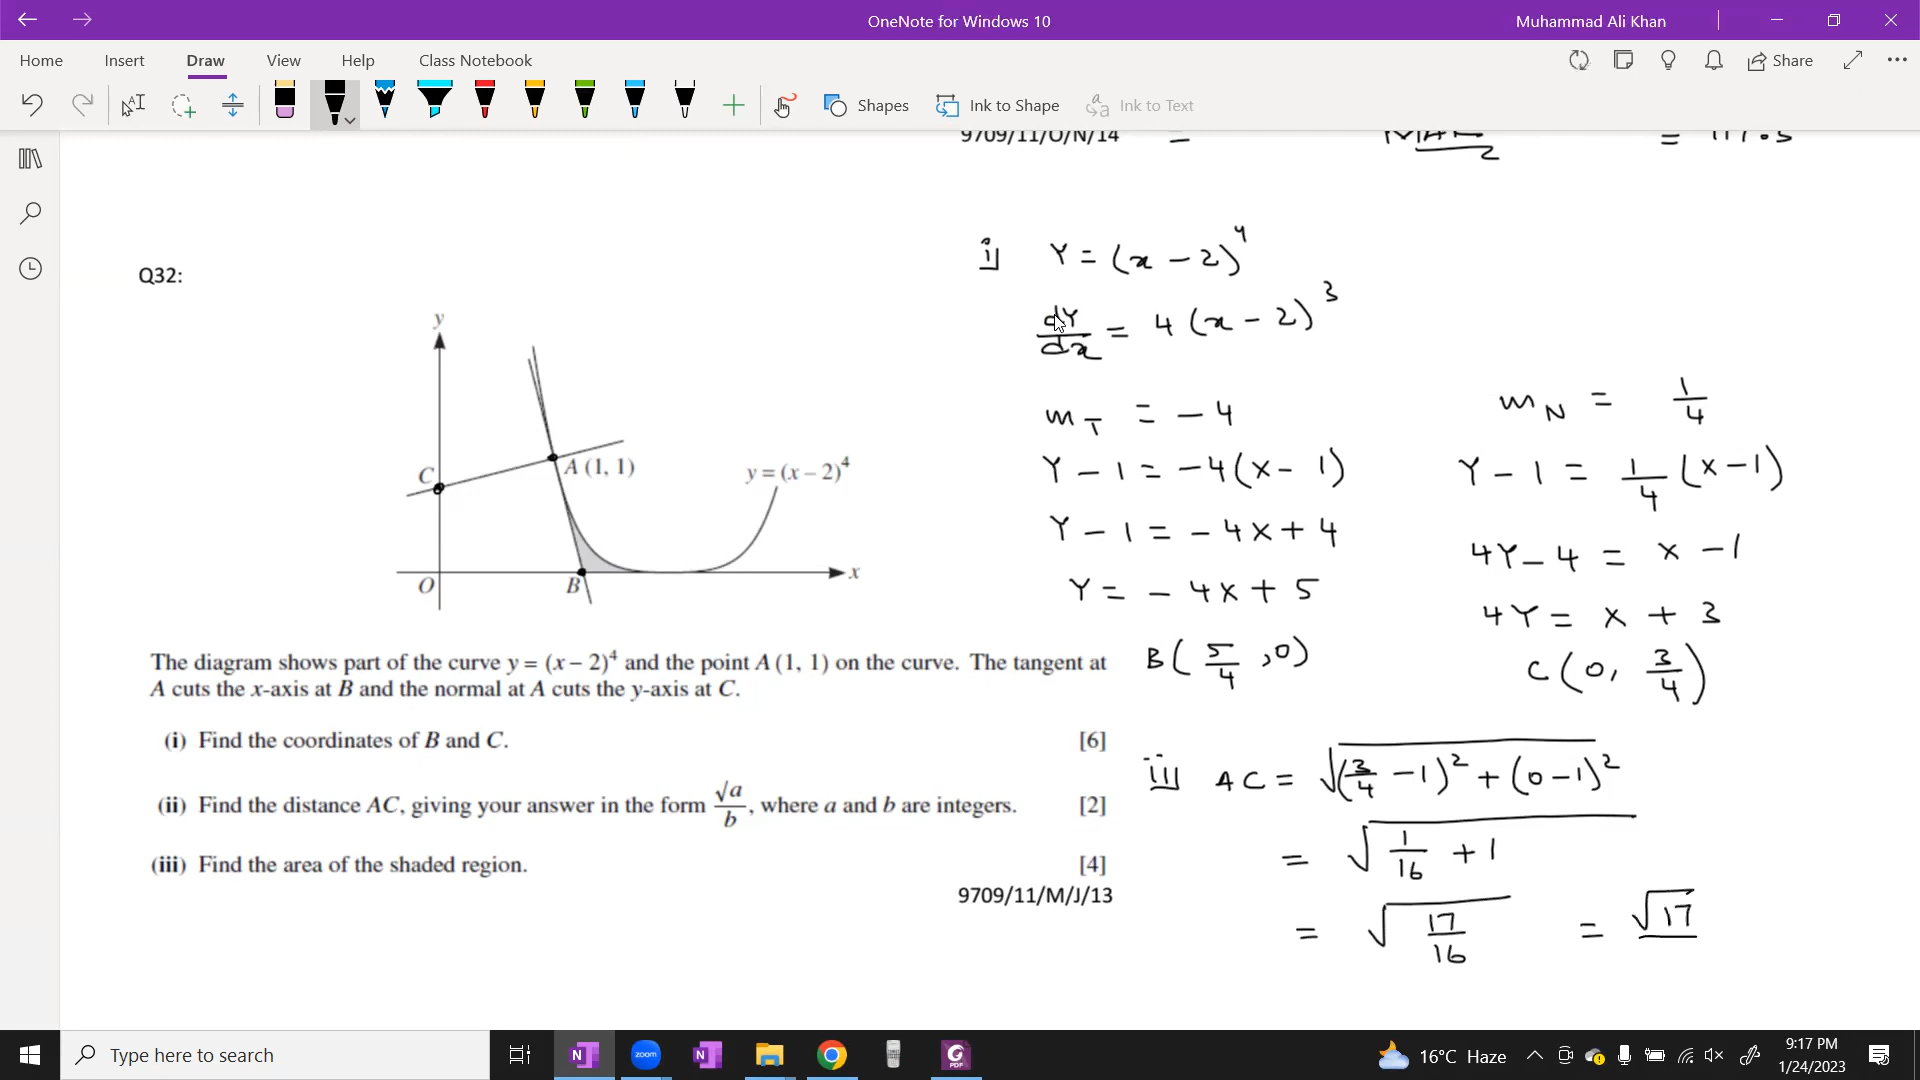 OneNote for Windows 10
Muhammad Ali Khan
Home Insert Draw View Help Class Notebook
Share
Shapes Ink to Shape Ink to Text
9709/11/O/N/14 =
Q32:
y
C
A (1, 1)
y = (x – 2)⁴
O
B
x
The diagram shows part of the curve y = (x – 2)⁴ and the point A (1, 1) on the curve. The tangent at
A cuts the x-axis at B and the normal at A cuts the y-axis at C.
(i) Find the coordinates of B and C. [6]
(ii) Find the distance AC, giving your answer in the form √a/b, where a and b are integers. [2]
(iii) Find the area of the shaded region. [4]
9709/11/M/J/13
i) Y = (x – 2)⁴
dY/dx = 4 (x – 2)³
m_T = – 4
Y – 1 = –4(x – 1)
Y – 1 = – 4x + 4
Y = – 4x + 5
B( 5/4 , 0)
m_N = 1/4
Y – 1 = 1/4 (x – 1)
4Y – 4 = x – 1
4Y = x + 3
C (0, 3/4)
ii) AC = √(3/4 – 1)² + (0 – 1)²
= √ 1/16 + 1
= √ 17/16 = √17
Type here to search
zoom
PDF
16°C Haze
9:17 PM
1/24/2023